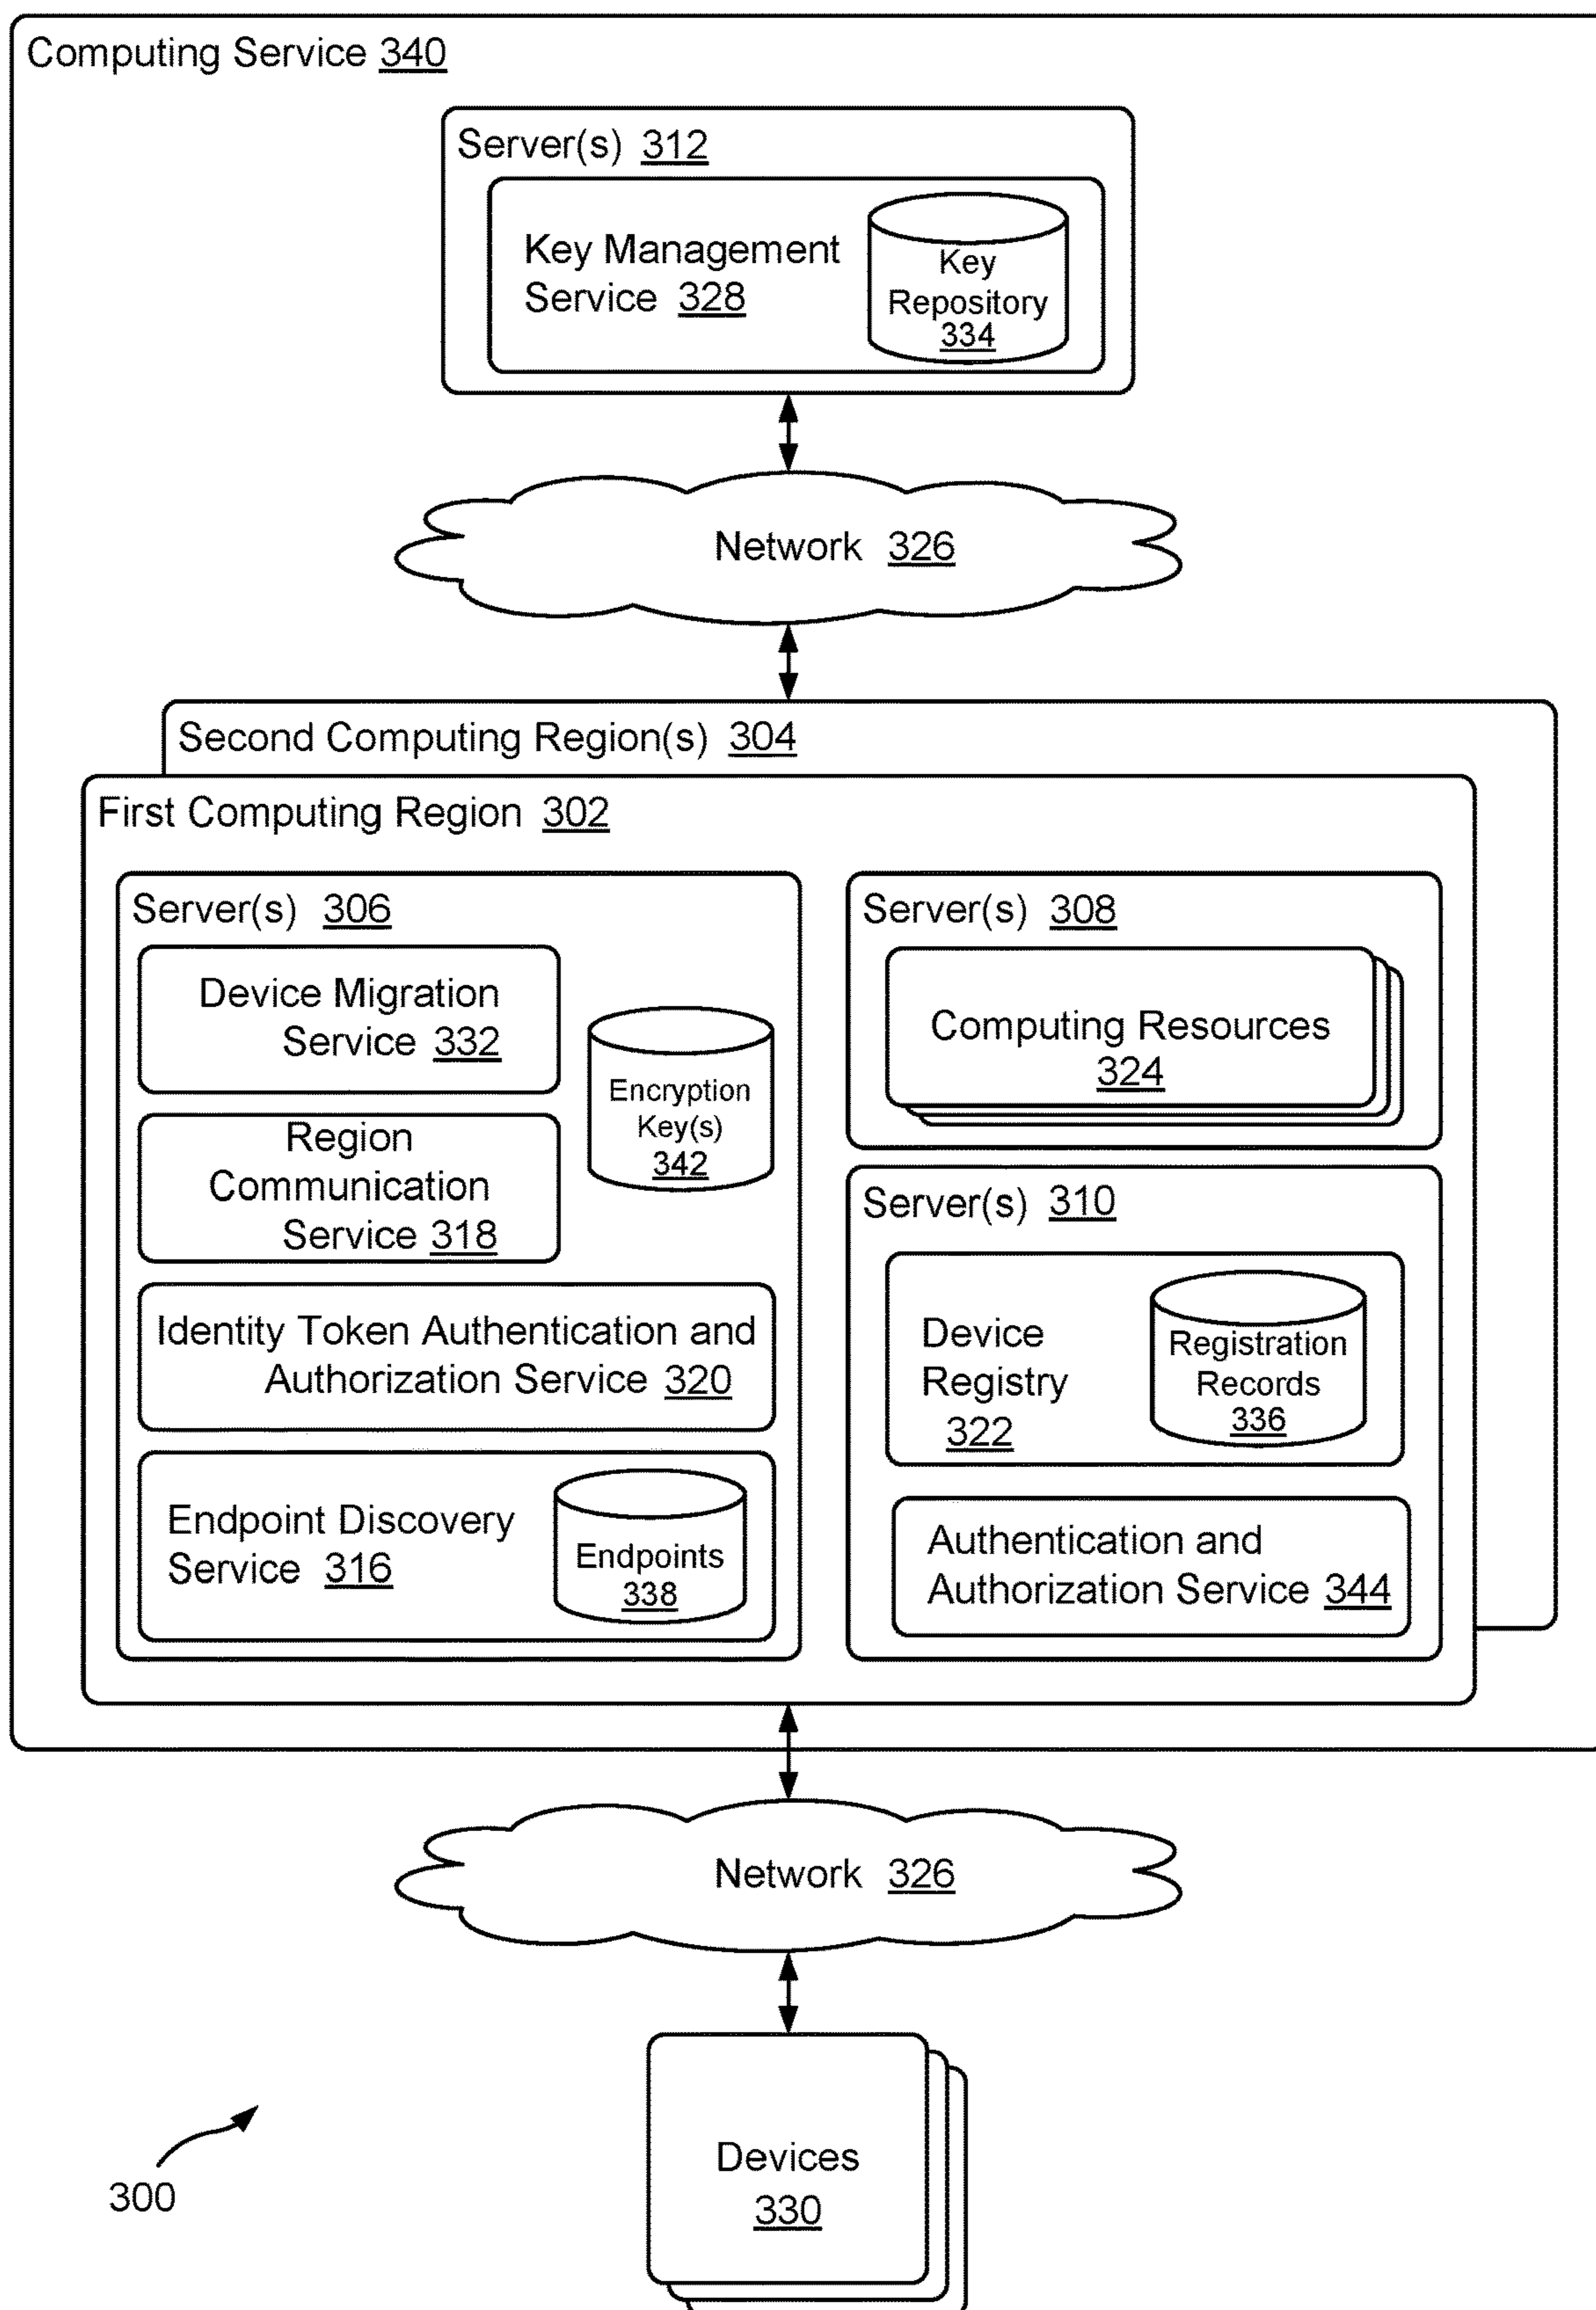 Computing Service 340
Server(s) 312
Key Management
Service 328
Key
Repository
334
Network 326
Second Computing Region(s) 304
First Computing Region 302
Server(s) 306
Device Migration
Service 332
Encryption
Key(s)
342
Region
Communication
Service 318
Identity Token Authentication and
Authorization Service 320
Endpoint Discovery
Service 316
Endpoints
338
Server(s) 308
Computing Resources
324
Server(s) 310
Device
Registry
322
Registration
Records
336
Authentication and
Authorization Service 344
Network 326
Devices
330
300